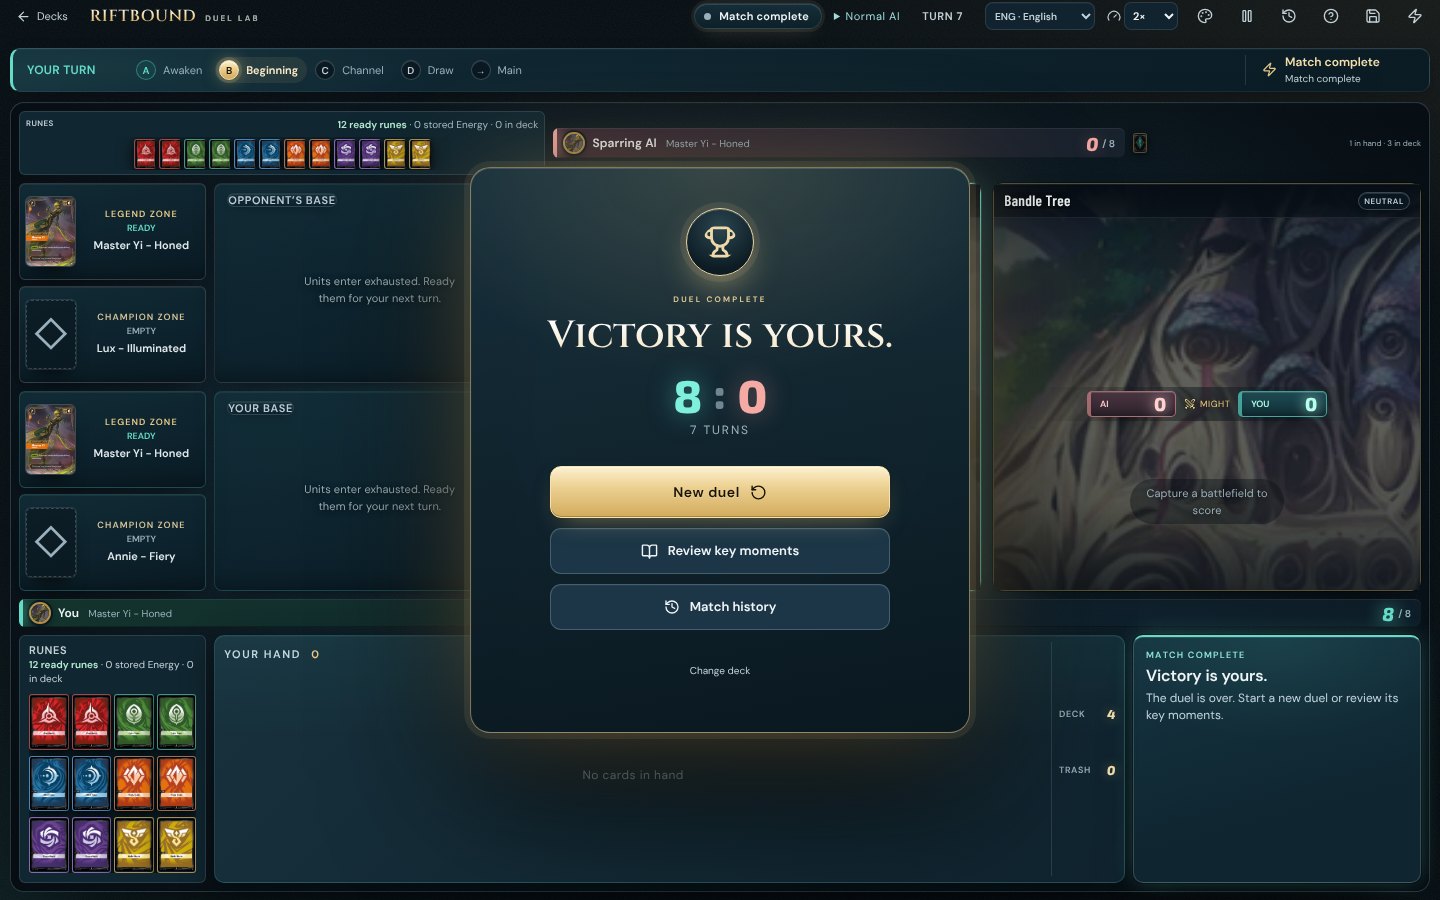 Decks
RIFTBOUND DUEL LAB
Match complete
Normal AI
TURN 7
ENG · English
2×
YOUR TURN
A Awaken
B Beginning
C Channel
D Draw
→ Main
Match complete
Match complete
RUNES
12 ready runes · 0 stored Energy · 0 in deck
Sparring AI Master Yi - Honed
0 / 8
1 in hand · 3 in deck
LEGEND ZONE
READY
Master Yi - Honed
CHAMPION ZONE
EMPTY
Lux - Illuminated
OPPONENT'S BASE
Units enter exhausted. Ready
them for your next turn.
LEGEND ZONE
READY
Master Yi - Honed
CHAMPION ZONE
EMPTY
Annie - Fiery
YOUR BASE
Units enter exhausted. Ready
them for your next turn.
Bandle Tree
NEUTRAL
AI 0
MIGHT
YOU 0
Capture a battlefield to
score
DUEL COMPLETE
VICTORY IS YOURS.
8 : 0
7 TURNS
New duel
Review key moments
Match history
Change deck
You Master Yi - Honed
8 / 8
RUNES
12 ready runes · 0 stored Energy · 0
in deck
YOUR HAND 0
No cards in hand
DECK 4
TRASH 0
MATCH COMPLETE
Victory is yours.
The duel is over. Start a new duel or review its
key moments.